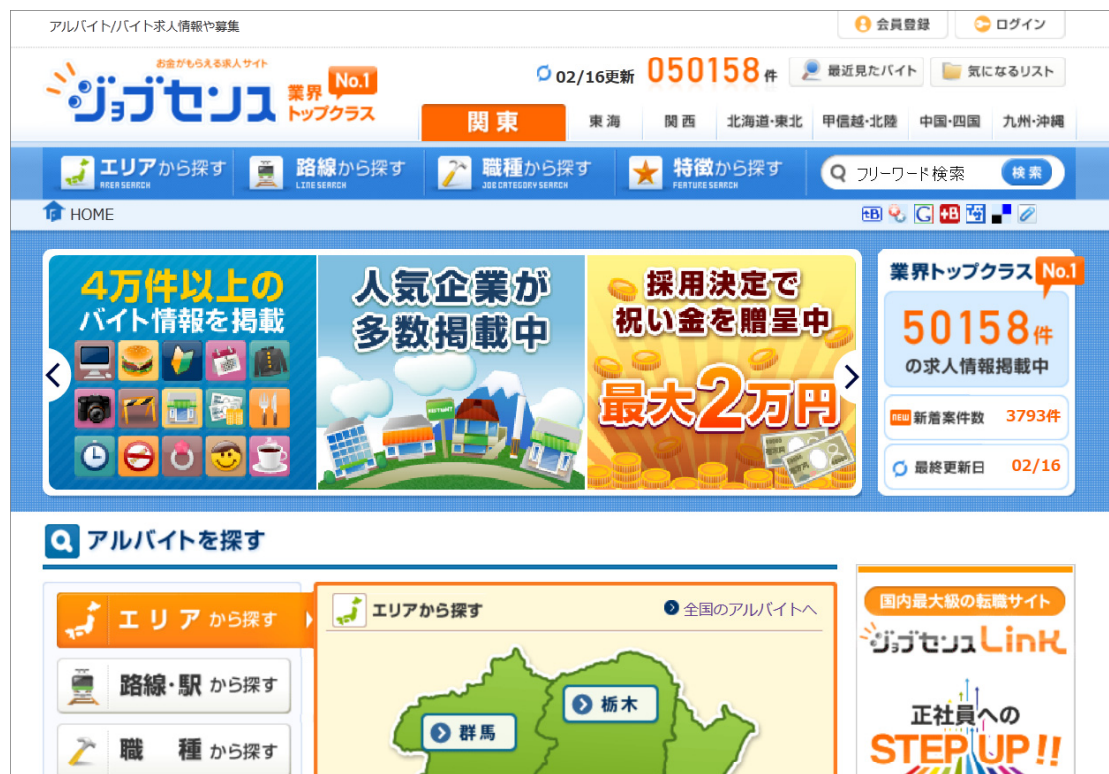 アルバイト/バイト求人情報や募集
会員登録
ログイン
お金がもらえる求人サイト
ジョブセンス
業界
No.1
トップクラス
02/16更新
050158件
最近見たバイト
気になるリスト
関東
東海
関西
北海道・東北
甲信越・北陸
中国・四国
九州・沖縄
エリアから探す
AREA SEARCH
路線から探す
LINE SEARCH
職種から探す
JOB CATEGORY SEARCH
特徴から探す
FEATURE SEARCH
フリーワード検索
検索
HOME
4万件以上の
バイト情報を掲載
人気企業が
多数掲載中
採用決定で
祝い金を贈呈中
最大2万円
業界トップクラス
No.1
50158件
の求人情報掲載中
NEW 新着案件数
3793件
最終更新日
02/16
アルバイトを探す
エリアから探す
路線・駅から探す
職種から探す
エリアから探す
全国のアルバイトへ
栃木
群馬
国内最大級の転職サイト
ジョブセンスLinK
正社員への
STEP UP!!